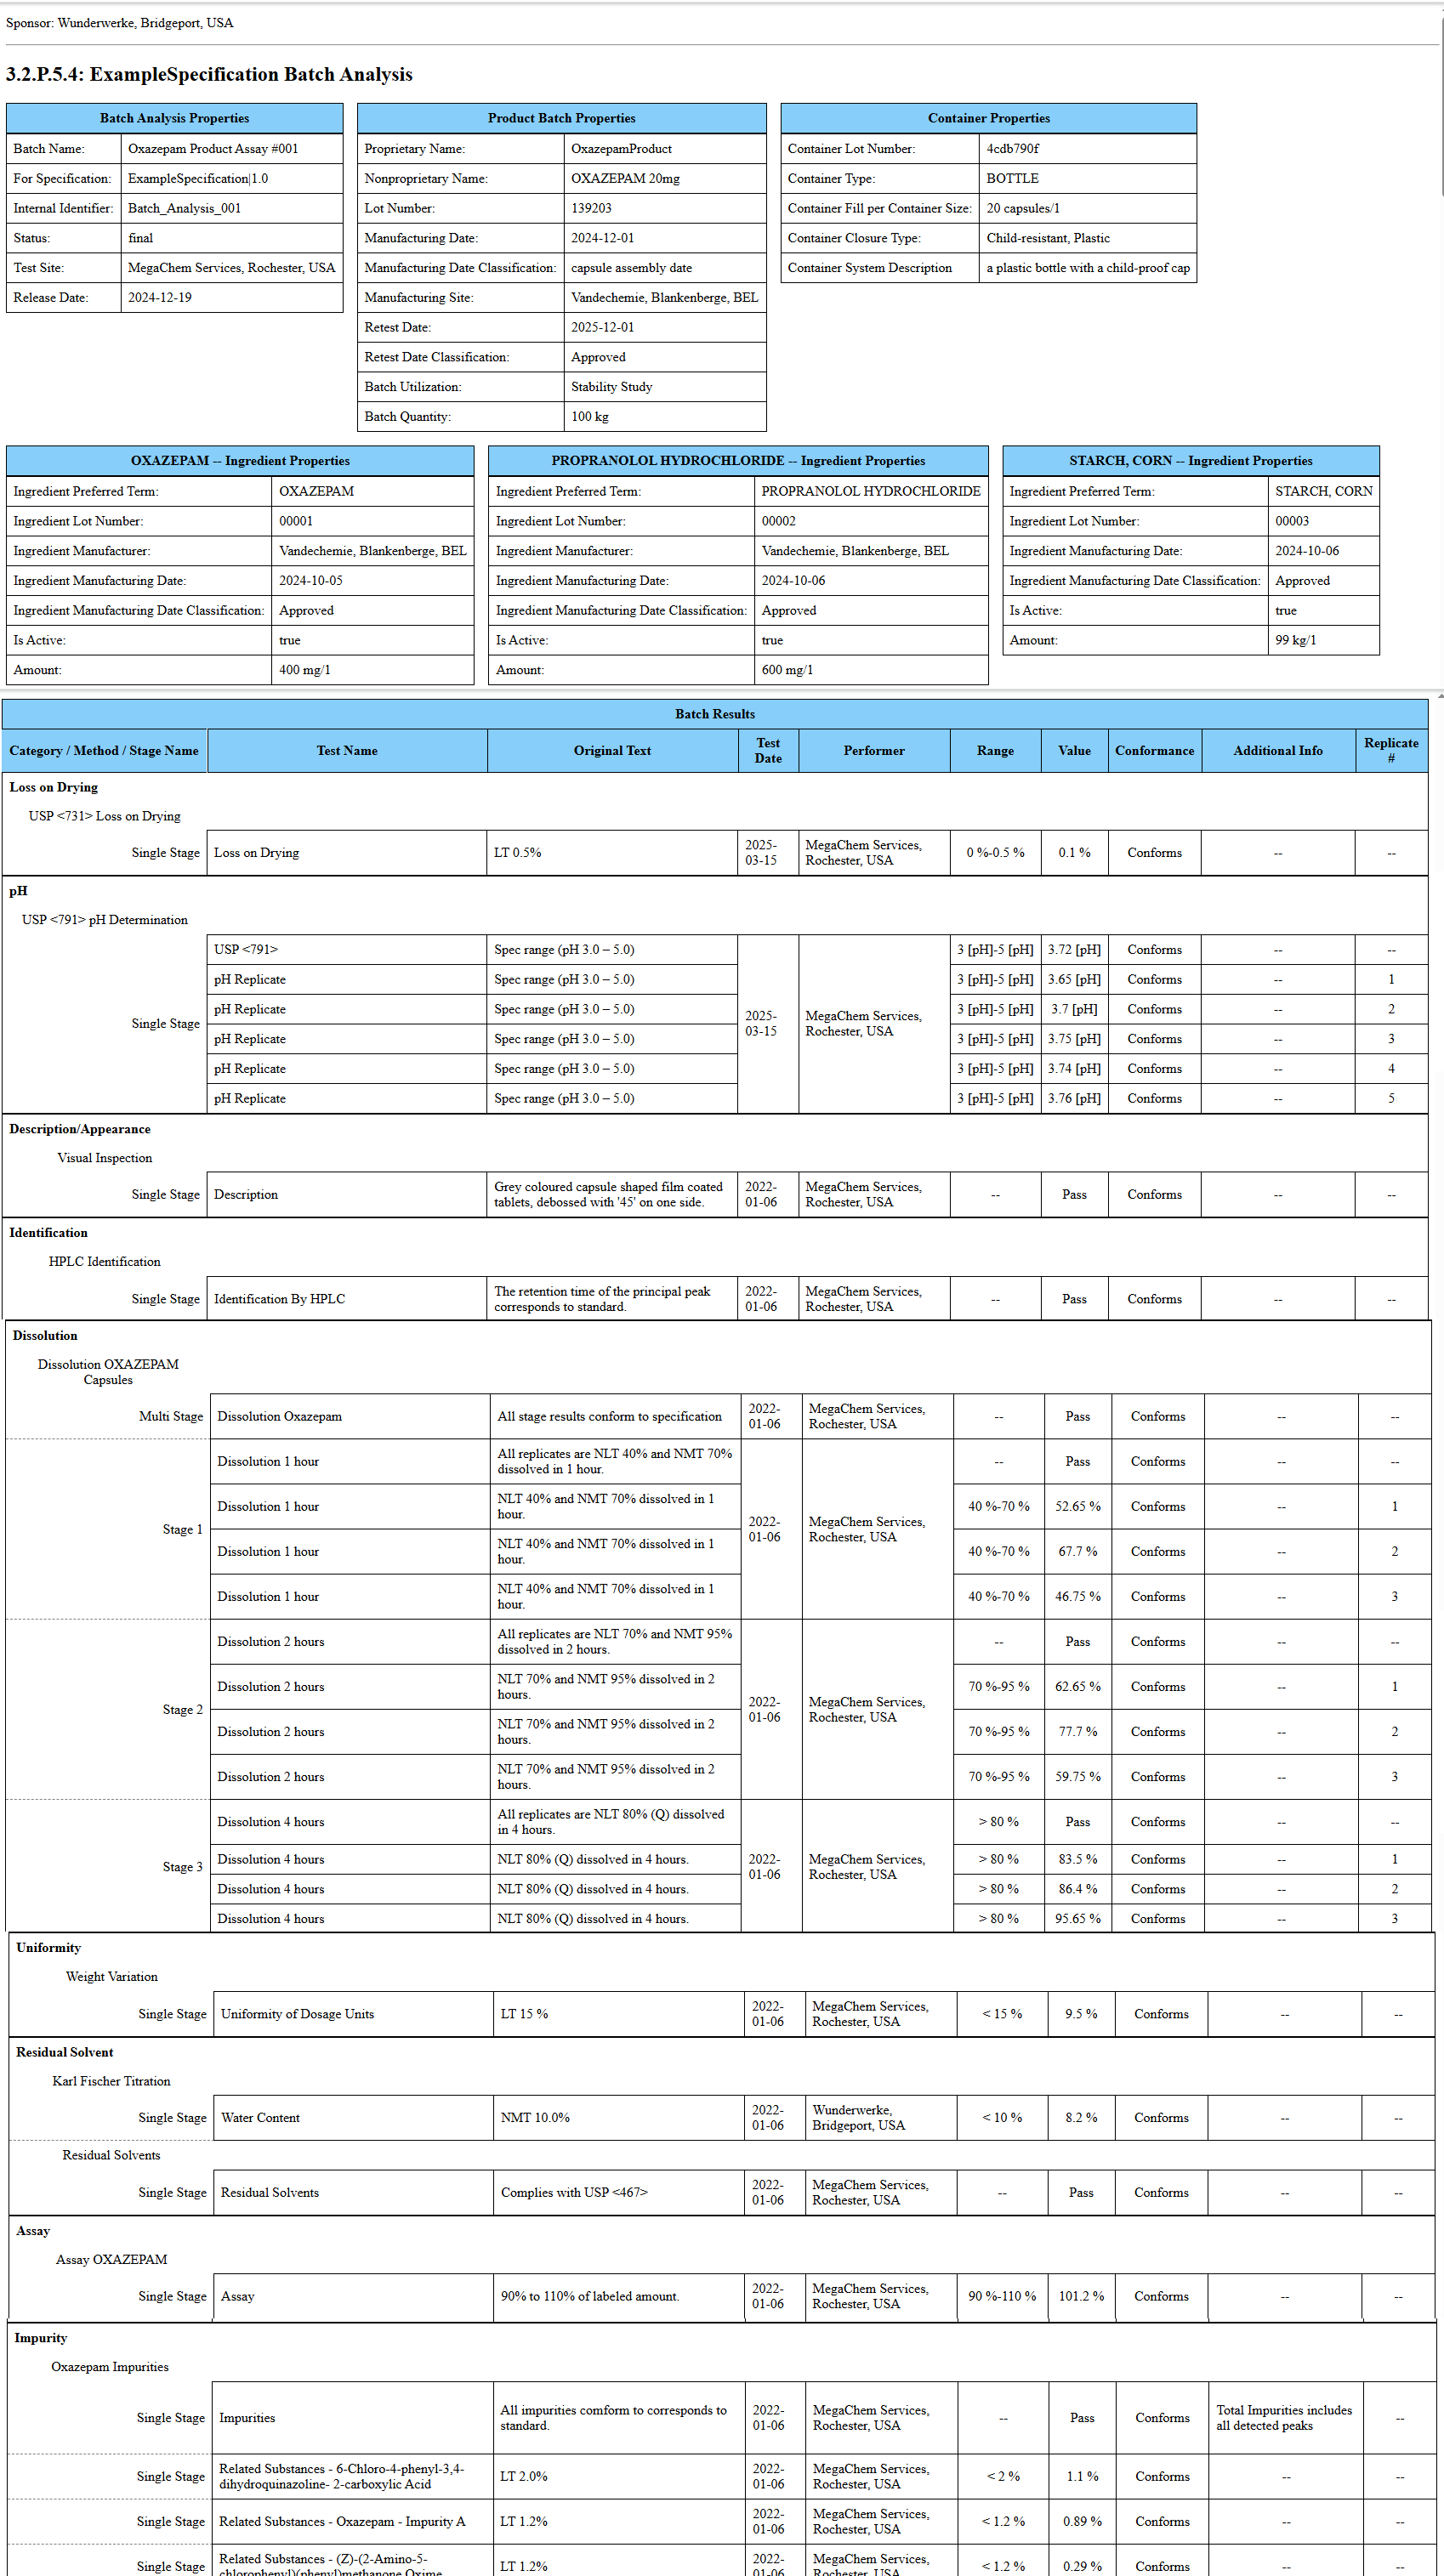 Sponsor: Wunderwerke, Bridgeport, USA
3.2.P.5.4: ExampleSpecification Batch Analysis
Batch Analysis Properties
Batch Name: Oxazepam Product Assay #001
For Specification: ExampleSpecification|1.0
Internal Identifier: Batch_Analysis_001
Status: final
Test Site: MegaChem Services, Rochester, USA
Release Date: 2024-12-19
Product Batch Properties
Proprietary Name: OxazepamProduct
Nonproprietary Name: OXAZEPAM 20mg
Lot Number: 139203
Manufacturing Date: 2024-12-01
Manufacturing Date Classification: capsule assembly date
Manufacturing Site: Vandechemie, Blankenberge, BEL
Retest Date: 2025-12-01
Retest Date Classification: Approved
Batch Utilization: Stability Study
Batch Quantity: 100 kg
Container Properties
Container Lot Number: 4cdb790f
Container Type: BOTTLE
Container Fill per Container Size: 20 capsules/1
Container Closure Type: Child-resistant, Plastic
Container System Description a plastic bottle with a child-proof cap
OXAZEPAM -- Ingredient Properties
Ingredient Preferred Term: OXAZEPAM
Ingredient Lot Number: 00001
Ingredient Manufacturer: Vandechemie, Blankenberge, BEL
Ingredient Manufacturing Date: 2024-10-05
Ingredient Manufacturing Date Classification: Approved
Is Active: true
Amount: 400 mg/1
PROPRANOLOL HYDROCHLORIDE -- Ingredient Properties
Ingredient Preferred Term: PROPRANOLOL HYDROCHLORIDE
Ingredient Lot Number: 00002
Ingredient Manufacturer: Vandechemie, Blankenberge, BEL
Ingredient Manufacturing Date: 2024-10-06
Ingredient Manufacturing Date Classification: Approved
Is Active: true
Amount: 600 mg/1
STARCH, CORN -- Ingredient Properties
Ingredient Preferred Term: STARCH, CORN
Ingredient Lot Number: 00003
Ingredient Manufacturing Date: 2024-10-06
Ingredient Manufacturing Date Classification: Approved
Is Active: true
Amount: 99 kg/1
Batch Results
Category / Method / Stage Name Test Name Original Text Test Date Performer Range Value Conformance Additional Info Replicate #
Loss on Drying
USP <731> Loss on Drying
Single Stage Loss on Drying LT 0.5% 2025-03-15 MegaChem Services, Rochester, USA 0 %-0.5 % 0.1 % Conforms -- --
pH
USP <791> pH Determination
Single Stage 2025-03-15 MegaChem Services, Rochester, USA
USP <791> Spec range (pH 3.0 – 5.0) 3 [pH]-5 [pH] 3.72 [pH] Conforms -- --
pH Replicate Spec range (pH 3.0 – 5.0) 3 [pH]-5 [pH] 3.65 [pH] Conforms -- 1
pH Replicate Spec range (pH 3.0 – 5.0) 3 [pH]-5 [pH] 3.7 [pH] Conforms -- 2
pH Replicate Spec range (pH 3.0 – 5.0) 3 [pH]-5 [pH] 3.75 [pH] Conforms -- 3
pH Replicate Spec range (pH 3.0 – 5.0) 3 [pH]-5 [pH] 3.74 [pH] Conforms -- 4
pH Replicate Spec range (pH 3.0 – 5.0) 3 [pH]-5 [pH] 3.76 [pH] Conforms -- 5
Description/Appearance
Visual Inspection
Single Stage Description Grey coloured capsule shaped film coated tablets, debossed with '45' on one side. 2022-01-06 MegaChem Services, Rochester, USA -- Pass Conforms -- --
Identification
HPLC Identification
Single Stage Identification By HPLC The retention time of the principal peak corresponds to standard. 2022-01-06 MegaChem Services, Rochester, USA -- Pass Conforms -- --
Dissolution
Dissolution OXAZEPAM
Capsules
Multi Stage Dissolution Oxazepam All stage results conform to specification 2022-01-06 MegaChem Services, Rochester, USA -- Pass Conforms -- --
Stage 1 2022-01-06 MegaChem Services, Rochester, USA
Dissolution 1 hour All replicates are NLT 40% and NMT 70% dissolved in 1 hour. -- Pass Conforms -- --
Dissolution 1 hour NLT 40% and NMT 70% dissolved in 1 hour. 40 %-70 % 52.65 % Conforms -- 1
Dissolution 1 hour NLT 40% and NMT 70% dissolved in 1 hour. 40 %-70 % 67.7 % Conforms -- 2
Dissolution 1 hour NLT 40% and NMT 70% dissolved in 1 hour. 40 %-70 % 46.75 % Conforms -- 3
Stage 2 2022-01-06 MegaChem Services, Rochester, USA
Dissolution 2 hours All replicates are NLT 70% and NMT 95% dissolved in 2 hours. -- Pass Conforms -- --
Dissolution 2 hours NLT 70% and NMT 95% dissolved in 2 hours. 70 %-95 % 62.65 % Conforms -- 1
Dissolution 2 hours NLT 70% and NMT 95% dissolved in 2 hours. 70 %-95 % 77.7 % Conforms -- 2
Dissolution 2 hours NLT 70% and NMT 95% dissolved in 2 hours. 70 %-95 % 59.75 % Conforms -- 3
Stage 3 2022-01-06 MegaChem Services, Rochester, USA
Dissolution 4 hours All replicates are NLT 80% (Q) dissolved in 4 hours. > 80 % Pass Conforms -- --
Dissolution 4 hours NLT 80% (Q) dissolved in 4 hours. > 80 % 83.5 % Conforms -- 1
Dissolution 4 hours NLT 80% (Q) dissolved in 4 hours. > 80 % 86.4 % Conforms -- 2
Dissolution 4 hours NLT 80% (Q) dissolved in 4 hours. > 80 % 95.65 % Conforms -- 3
Uniformity
Weight Variation
Single Stage Uniformity of Dosage Units LT 15 % 2022-01-06 MegaChem Services, Rochester, USA < 15 % 9.5 % Conforms -- --
Residual Solvent
Karl Fischer Titration
Single Stage Water Content NMT 10.0% 2022-01-06 Wunderwerke, Bridgeport, USA < 10 % 8.2 % Conforms -- --
Residual Solvents
Single Stage Residual Solvents Complies with USP <467> 2022-01-06 MegaChem Services, Rochester, USA -- Pass Conforms -- --
Assay
Assay OXAZEPAM
Single Stage Assay 90% to 110% of labeled amount. 2022-01-06 MegaChem Services, Rochester, USA 90 %-110 % 101.2 % Conforms -- --
Impurity
Oxazepam Impurities
Single Stage Impurities All impurities comform to corresponds to standard. 2022-01-06 MegaChem Services, Rochester, USA -- Pass Conforms Total Impurities includes all detected peaks --
Single Stage Related Substances - 6-Chloro-4-phenyl-3,4-dihydroquinazoline- 2-carboxylic Acid LT 2.0% 2022-01-06 MegaChem Services, Rochester, USA < 2 % 1.1 % Conforms -- --
Single Stage Related Substances - Oxazepam - Impurity A LT 1.2% 2022-01-06 MegaChem Services, Rochester, USA < 1.2 % 0.89 % Conforms -- --
Single Stage Related Substances - (Z)-(2-Amino-5-chlorophenyl)(phenyl)methanone Oxime LT 1.2% 2022-01-06 MegaChem Services, Rochester, USA < 1.2 % 0.29 % Conforms -- --